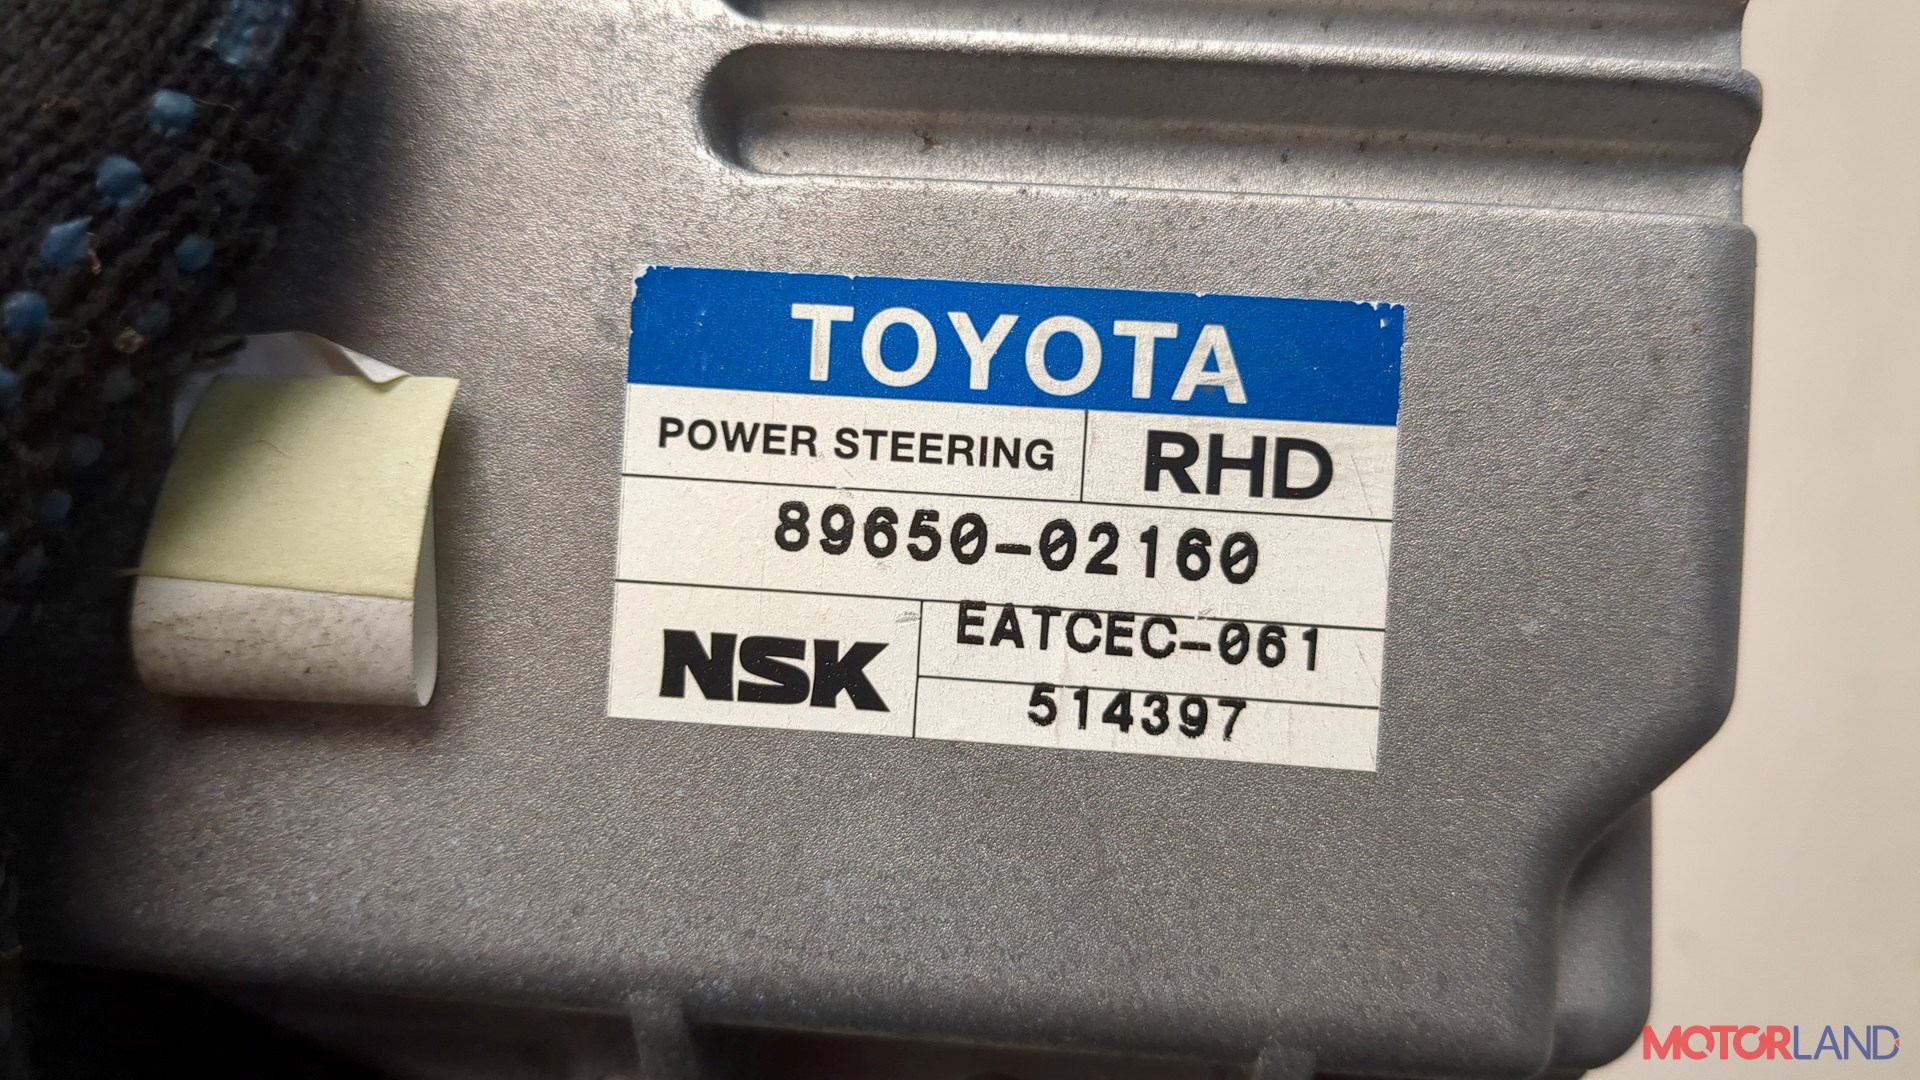 TOYOTA
POWER STEERING RHD
89650-02160
NSK EATCEC-061
514397
MOTORLAND